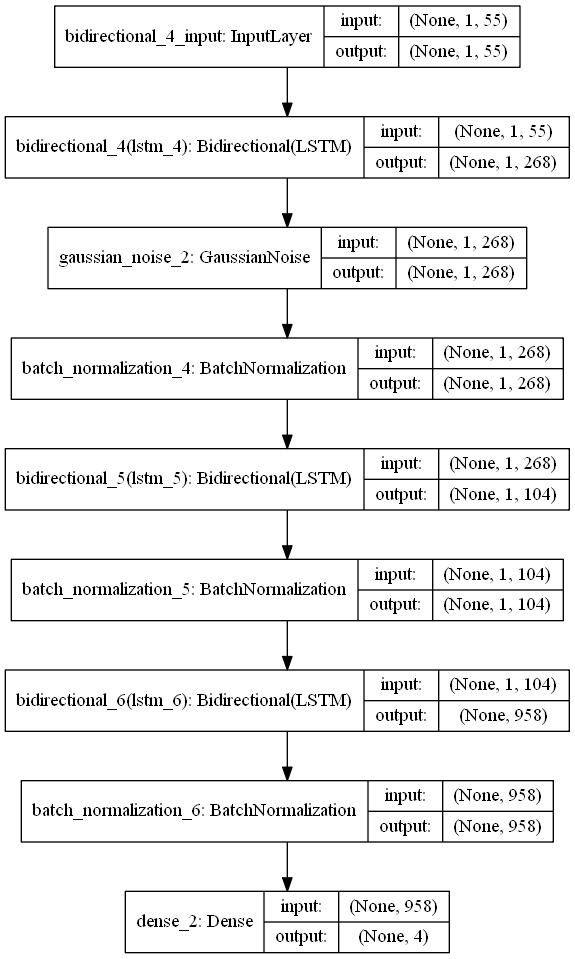 bidirectional_4_input: InputLayer
input: (None, 1, 55)
output: (None, 1, 55)
bidirectional_4(lstm_4): Bidirectional(LSTM)
input: (None, 1, 55)
output: (None, 1, 268)
gaussian_noise_2: GaussianNoise
input: (None, 1, 268)
output: (None, 1, 268)
batch_normalization_4: BatchNormalization
input: (None, 1, 268)
output: (None, 1, 268)
bidirectional_5(lstm_5): Bidirectional(LSTM)
input: (None, 1, 268)
output: (None, 1, 104)
batch_normalization_5: BatchNormalization
input: (None, 1, 104)
output: (None, 1, 104)
bidirectional_6(lstm_6): Bidirectional(LSTM)
input: (None, 1, 104)
output: (None, 958)
batch_normalization_6: BatchNormalization
input: (None, 958)
output: (None, 958)
dense_2: Dense
input: (None, 958)
output: (None, 4)